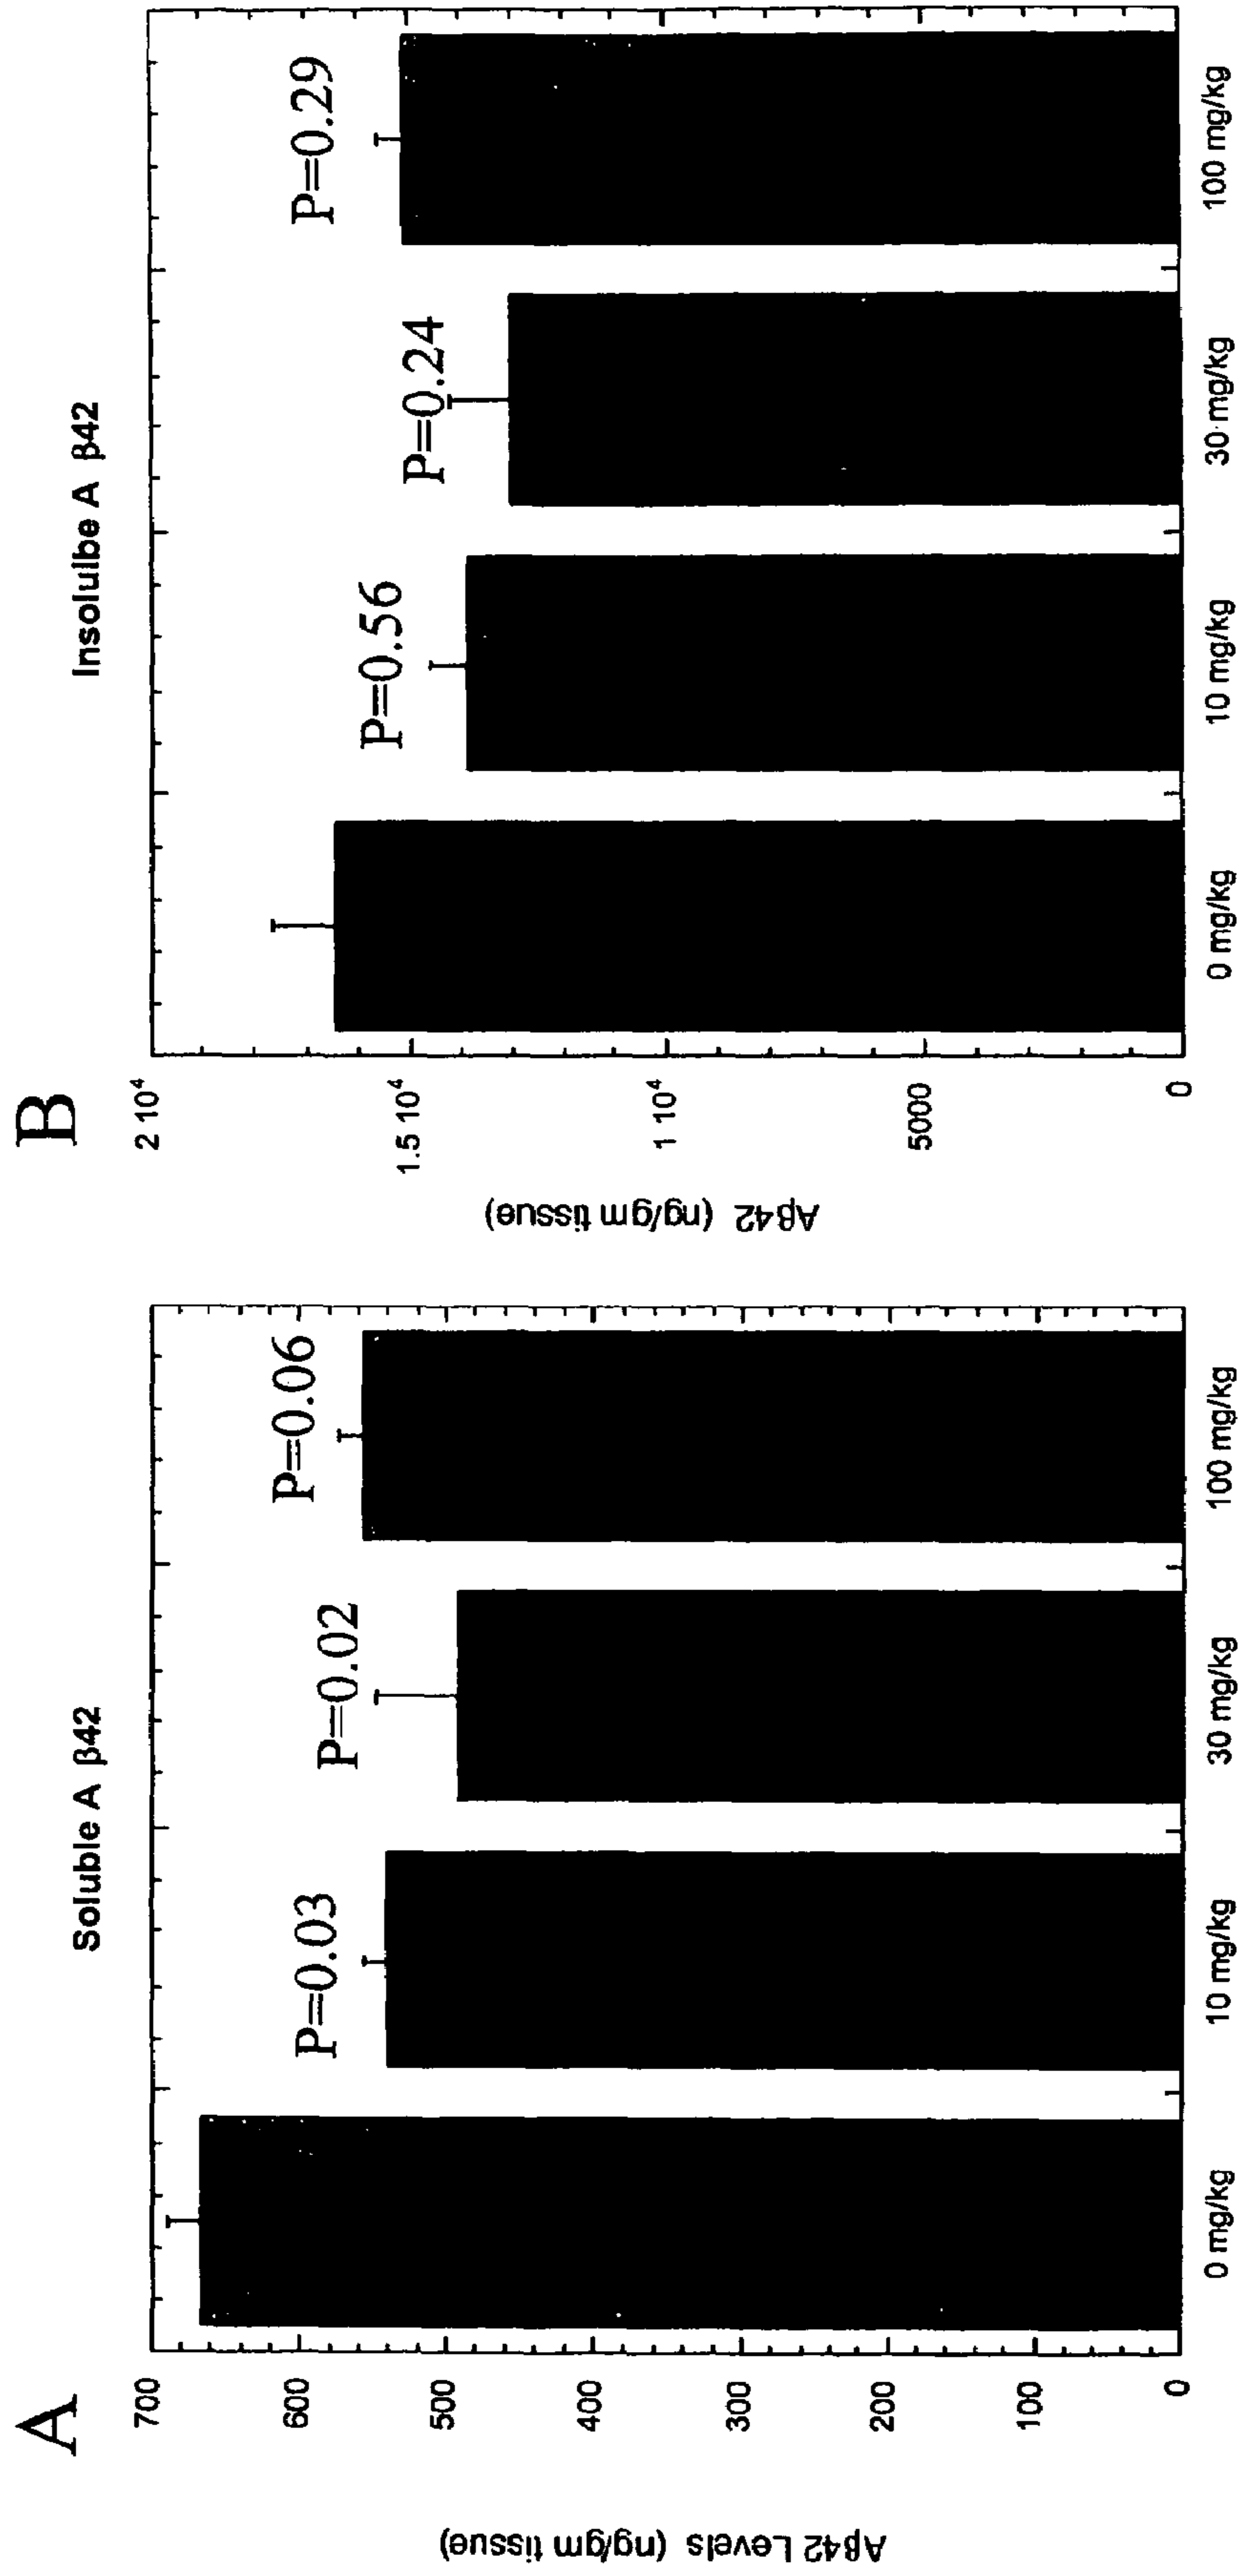 A
Soluble A β42
Aβ42 Levels (ng/gm tissue)
700
600
500
400
300
200
100
0
P=0.03
P=0.02
P=0.06
0 mg/kg
10 mg/kg
30 mg/kg
100 mg/kg
B
Insolulbe A β42
Aβ42 (ng/gm tissue)
2 10⁴
1.5 10⁴
1 10⁴
5000
0
P=0.56
P=0.24
P=0.29
0 mg/kg
10 mg/kg
30 mg/kg
100 mg/kg